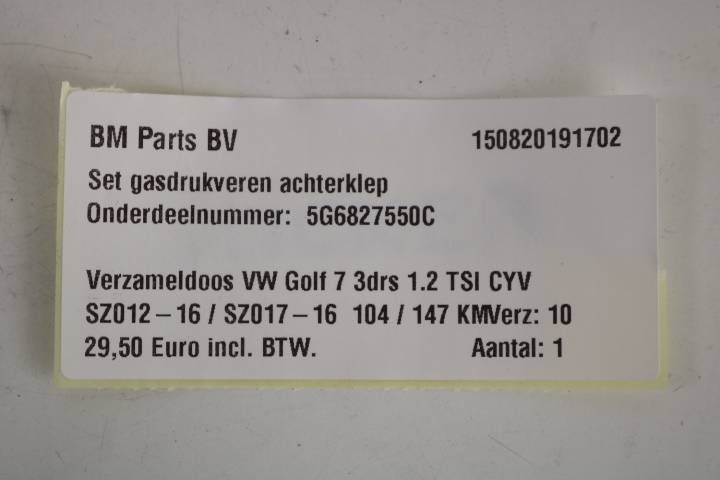 BM Parts BV 150820191702
Set gasdrukveren achterklep
Onderdeelnummer: 5G6827550C
Verzameldoos VW Golf 7 3drs 1.2 TSI CYV
SZ012-16 / SZ017-16 104 / 147 KMVerz: 10
29,50 Euro incl. BTW. Aantal: 1